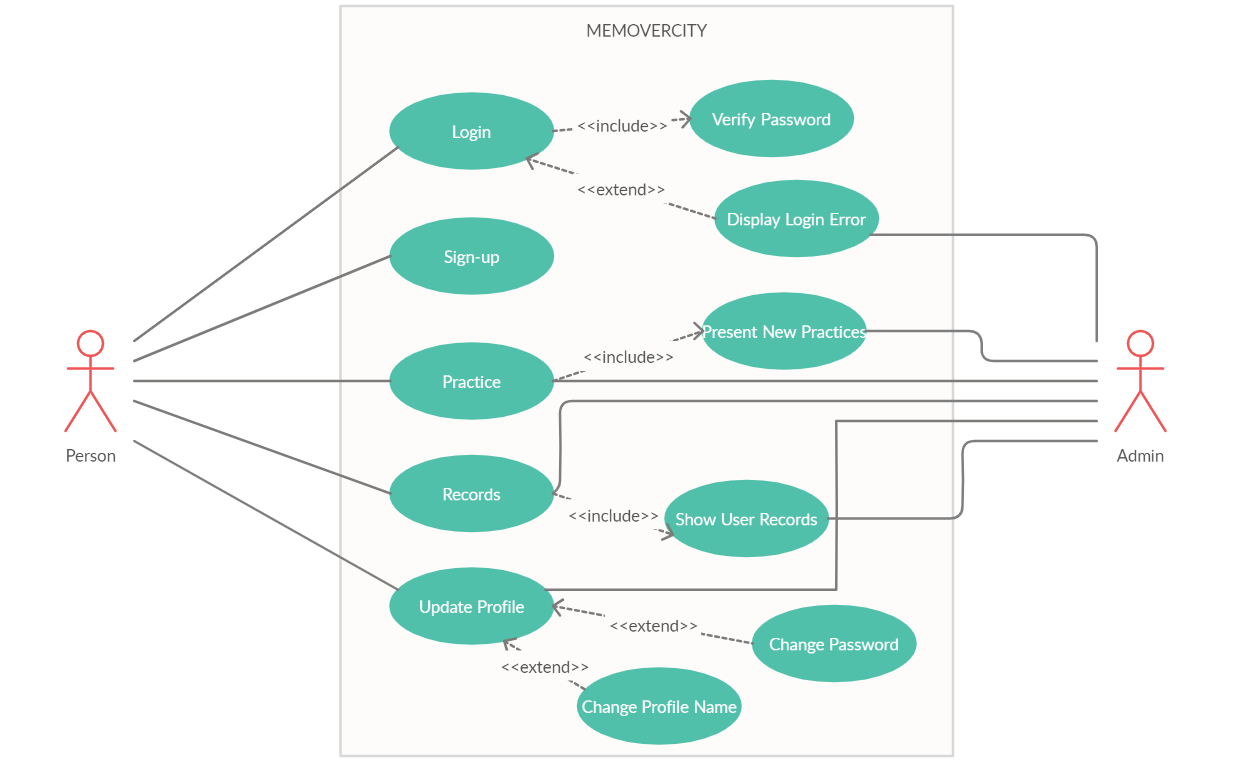 MEMOVERCITY
Login
<<include>>
Verify Password
<<extend>>
Display Login Error
Sign-up
Present New Practices
<<include>>
Practice
Person
Admin
Records
<<include>>
Show User Records
Update Profile
<<extend>>
Change Password
<<extend>>
Change Profile Name